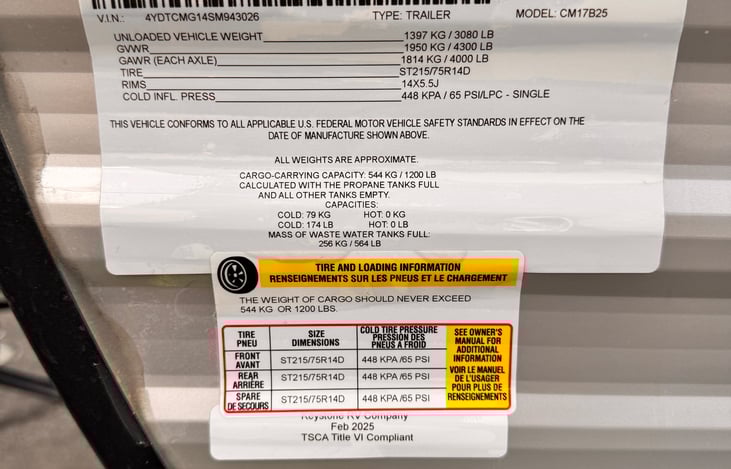 V.I.N.: 4YDTCMG14SM943026 TYPE: TRAILER MODEL: CM17B25
UNLOADED VEHICLE WEIGHT 1397 KG / 3080 LB
GVWR 1950 KG / 4300 LB
GAWR (EACH AXLE) 1814 KG / 4000 LB
TIRE ST215/75R14D
RIMS 14X5.5J
COLD INFL. PRESS 448 KPA / 65 PSI/LPC - SINGLE
THIS VEHICLE CONFORMS TO ALL APPLICABLE U.S. FEDERAL MOTOR VEHICLE SAFETY STANDARDS IN EFFECT ON THE
DATE OF MANUFACTURE SHOWN ABOVE.
ALL WEIGHTS ARE APPROXIMATE.
CARGO-CARRYING CAPACITY: 544 KG / 1200 LB
CALCULATED WITH THE PROPANE TANKS FULL
AND ALL OTHER TANKS EMPTY.
CAPACITIES:
COLD: 79 KG HOT: 0 KG
COLD: 174 LB HOT: 0 LB
MASS OF WASTE WATER TANKS FULL:
256 KG / 564 LB
TIRE AND LOADING INFORMATION
RENSEIGNEMENTS SUR LES PNEUS ET LE CHARGEMENT
THE WEIGHT OF CARGO SHOULD NEVER EXCEED
544 KG OR 1200 LBS.
TIRE
PNEU
SIZE
DIMENSIONS
COLD TIRE PRESSURE
PRESSION DES
PNEUS A FROID
FRONT
AVANT
ST215/75R14D
448 KPA /65 PSI
REAR
ARRIÈRE
ST215/75R14D
448 KPA /65 PSI
SPARE
DE SECOURS
ST215/75R14D
448 KPA /65 PSI
SEE OWNER'S
MANUAL FOR
ADDITIONAL
INFORMATION
VOIR LE MANUEL
DE L'USAGER
POUR PLUS DE
RENSEIGNEMENTS
Keystone RV Company
Feb 2025
TSCA Title VI Compliant